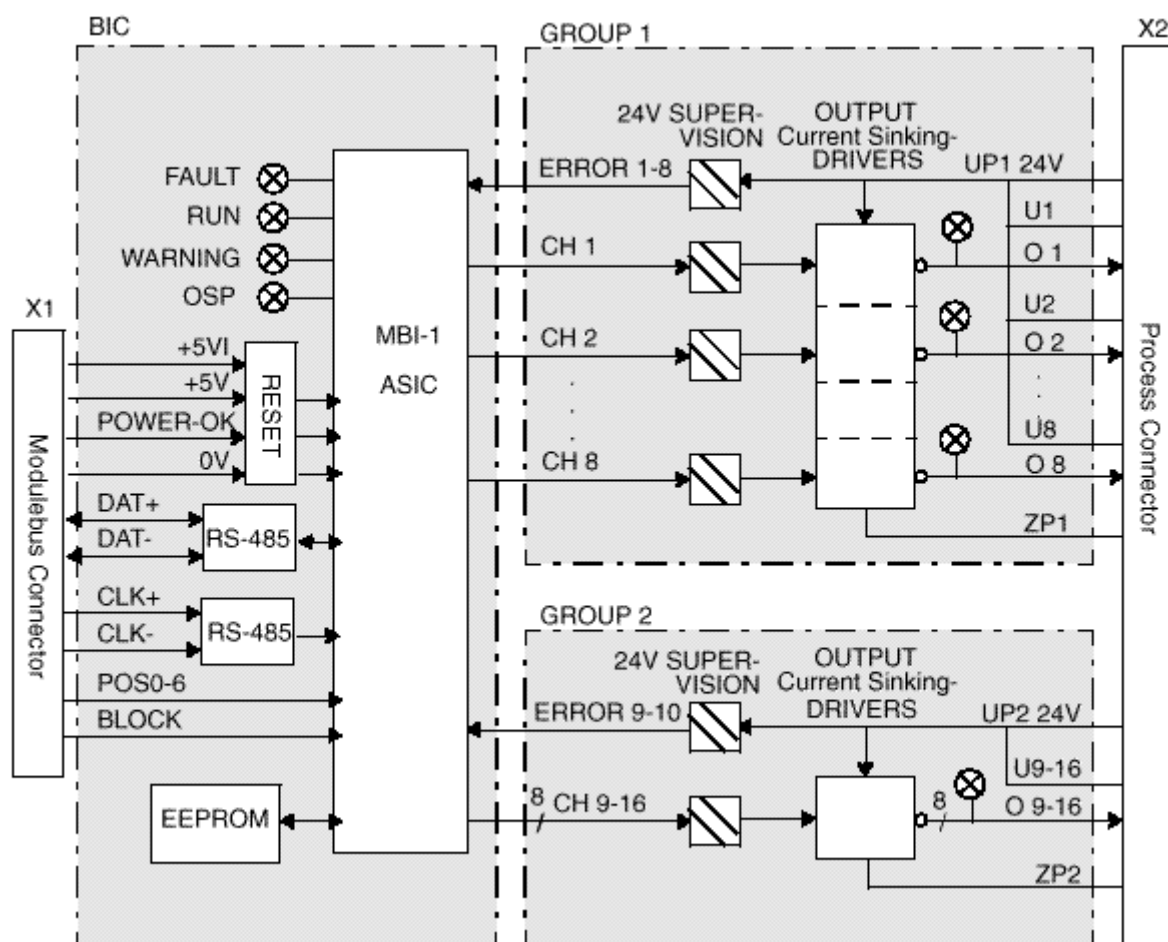 BIC
GROUP 1
X2
24V SUPER-
VISION
OUTPUT
Current Sinking-
DRIVERS
FAULT
RUN
WARNING
OSP
ERROR 1-8
UP1 24V
U1
CH 1
O 1
X1
MBI-1
ASIC
U2
CH 2
O 2
+5VI
+5V
POWER-OK
0V
RESET
U8
CH 8
O 8
Modulebus Connector
Process Connector
DAT+
DAT-
RS-485
ZP1
CLK+
CLK-
RS-485
GROUP 2
24V SUPER-
VISION
OUTPUT
Current Sinking-
DRIVERS
POS0-6
BLOCK
ERROR 9-10
UP2 24V
U9-16
EEPROM
8
CH 9-16
8
O 9-16
ZP2